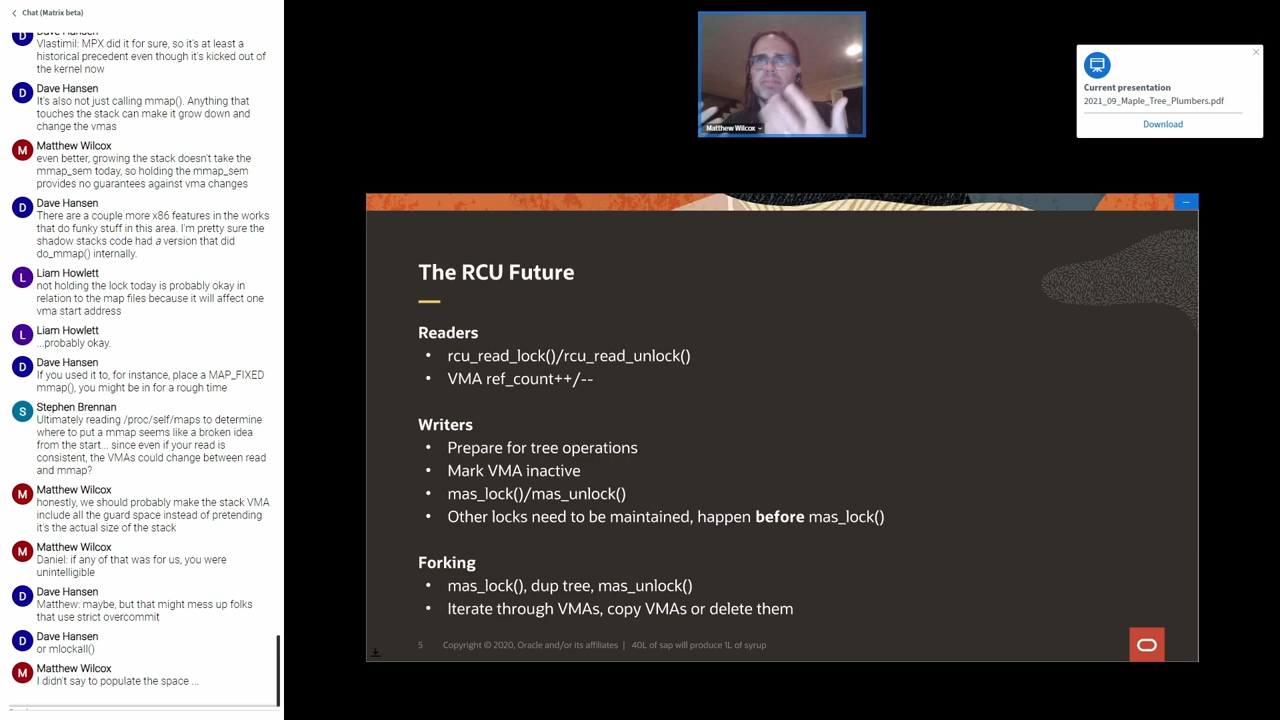 Chat (Matrix beta)
Dave Hansen
Vlastimil: MPX did it for sure, so it's at least a
historical precedent even though it's kicked out of
the kernel now
Dave Hansen
It's also not just calling mmap(). Anything that
touches the stack can make it grow down and
change the vmas
Matthew Wilcox
even better, growing the stack doesn't take the
mmap_sem today, so holding the mmap_sem
provides no guarantees against vma changes
Dave Hansen
There are a couple more x86 features in the works
that do funky stuff in this area. I'm pretty sure the
shadow stacks code had a version that did
do_mmap() internally.
Liam Howlett
not holding the lock today is probably okay in
relation to the map files because it will affect one
vma start address
Liam Howlett
...probably okay.
Dave Hansen
If you used it to, for instance, place a MAP_FIXED
mmap(), you might be in for a rough time
Stephen Brennan
Ultimately reading /proc/self/maps to determine
where to put a mmap seems like a broken idea
from the start... since even if your read is
consistent, the VMAs could change between read
and mmap?
Matthew Wilcox
honestly, we should probably make the stack VMA
include all the guard space instead of pretending
it's the actual size of the stack
Matthew Wilcox
Daniel: if any of that was for us, you were
unintelligible
Dave Hansen
Matthew: maybe, but that might mess up folks
that use strict overcommit
Dave Hansen
or mlockall()
Matthew Wilcox
I didn't say to populate the space ...
D
D
M
D
L
L
D
S
M
M
D
D
M
Matthew Wilcox
Current presentation
2021_09_Maple_Tree_Plumbers.pdf
Download
The RCU Future
Readers
• rcu_read_lock()/rcu_read_unlock()
• VMA ref_count++/--
Writers
• Prepare for tree operations
• Mark VMA inactive
• mas_lock()/mas_unlock()
• Other locks need to be maintained, happen before mas_lock()
Forking
• mas_lock(), dup tree, mas_unlock()
• Iterate through VMAs, copy VMAs or delete them
5 Copyright © 2020, Oracle and/or its affiliates | 40L of sap will produce 1L of syrup